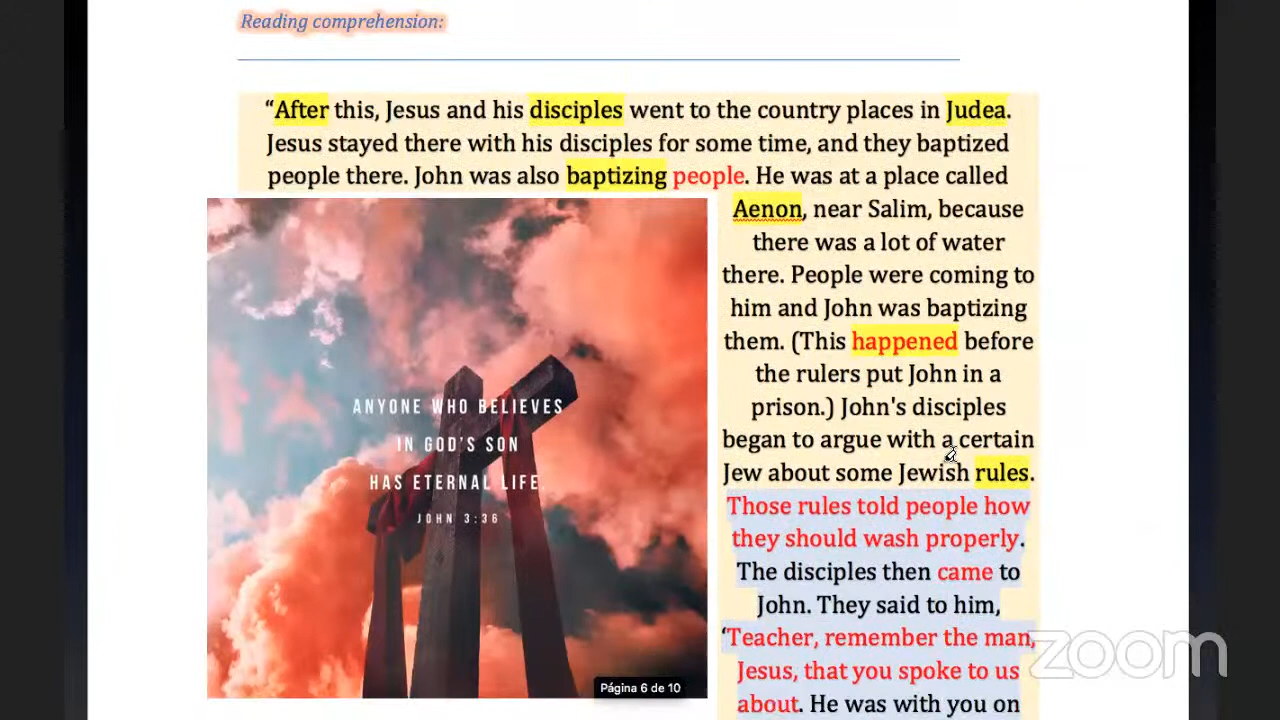 Reading comprehension:
“After this, Jesus and his disciples went to the country places in Judea.
Jesus stayed there with his disciples for some time, and they baptized
people there. John was also baptizing people. He was at a place called
Aenon, near Salim, because
there was a lot of water
there. People were coming to
him and John was baptizing
them. (This happened before
the rulers put John in a
prison.) John's disciples
began to argue with a certain
Jew about some Jewish rules.
Those rules told people how
they should wash properly.
The disciples then came to
John. They said to him,
‘Teacher, remember the man,
Jesus, that you spoke to us
about. He was with you on
ANYONE WHO BELIEVES
IN GOD'S SON
HAS ETERNAL LIFE.
JOHN 3:36
Página 6 de 10
zoom